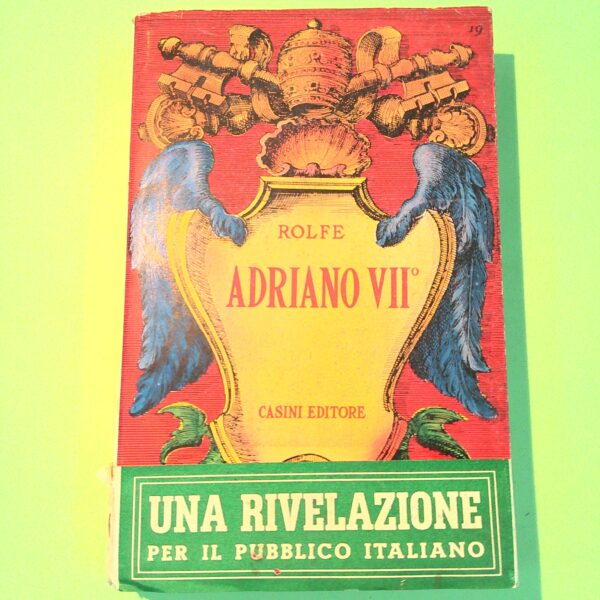 19
ROLFE
ADRIANO VII°
CASINI EDITORE
UNA RIVELAZIONE
PER IL PUBBLICO ITALIANO